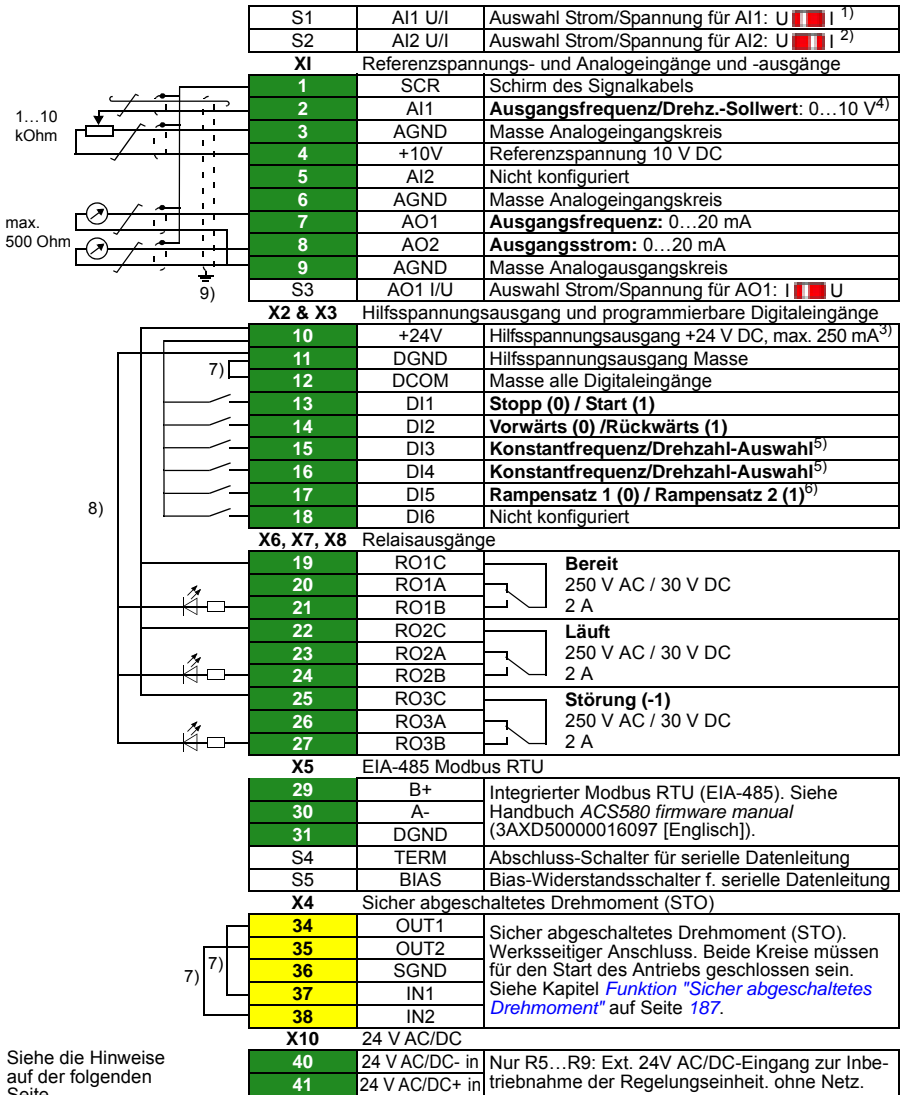 S1 AI1 U/I Auswahl Strom/Spannung für AI1: U I 1)
S2 AI2 U/I Auswahl Strom/Spannung für AI2: U I 2)
XI Referenzspannungs- und Analogeingänge und -ausgänge
1 SCR Schirm des Signalkabels
2 AI1 Ausgangsfrequenz/Drehz.-Sollwert: 0…10 V4)
1…10
kOhm
3 AGND Masse Analogeingangskreis
4 +10V Referenzspannung 10 V DC
5 AI2 Nicht konfiguriert
6 AGND Masse Analogeingangskreis
max.
500 Ohm
7 AO1 Ausgangsfrequenz: 0…20 mA
8 AO2 Ausgangsstrom: 0…20 mA
9 AGND Masse Analogausgangskreis
9)
S3 AO1 I/U Auswahl Strom/Spannung für AO1: I U
X2 & X3 Hilfsspannungsausgang und programmierbare Digitaleingänge
10 +24V Hilfsspannungsausgang +24 V DC, max. 250 mA3)
11 DGND Hilfsspannungsausgang Masse
7)
12 DCOM Masse alle Digitaleingänge
13 DI1 Stopp (0) / Start (1)
14 DI2 Vorwärts (0) /Rückwärts (1)
15 DI3 Konstantfrequenz/Drehzahl-Auswahl5)
16 DI4 Konstantfrequenz/Drehzahl-Auswahl5)
17 DI5 Rampensatz 1 (0) / Rampensatz 2 (1)6)
8)
18 DI6 Nicht konfiguriert
X6, X7, X8 Relaisausgänge
19 RO1C Bereit
20 RO1A 250 V AC / 30 V DC
21 RO1B 2 A
22 RO2C Läuft
23 RO2A 250 V AC / 30 V DC
24 RO2B 2 A
25 RO3C Störung (-1)
26 RO3A 250 V AC / 30 V DC
27 RO3B 2 A
X5 EIA-485 Modbus RTU
29 B+ Integrierter Modbus RTU (EIA-485). Siehe
30 A- Handbuch ACS580 firmware manual
31 DGND (3AXD50000016097 [Englisch]).
S4 TERM Abschluss-Schalter für serielle Datenleitung
S5 BIAS Bias-Widerstandsschalter f. serielle Datenleitung
X4 Sicher abgeschaltetes Drehmoment (STO)
34 OUT1 Sicher abgeschaltetes Drehmoment (STO).
35 OUT2 Werksseitiger Anschluss. Beide Kreise müssen
7) 7) 36 SGND für den Start des Antriebs geschlossen sein.
37 IN1 Siehe Kapitel Funktion "Sicher abgeschaltetes
38 IN2 Drehmoment" auf Seite 187.
X10 24 V AC/DC
40 24 V AC/DC- in Nur R5…R9: Ext. 24V AC/DC-Eingang zur Inbe-
41 24 V AC/DC+ in triebnahme der Regelungseinheit. ohne Netz.
Siehe die Hinweise
auf der folgenden
Seite